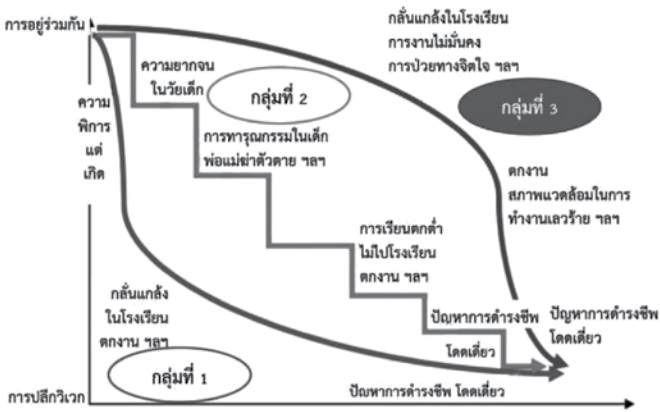 การอยู่ร่วมกัน
กลั่นแกล้งในโรงเรียน
การงานไม่มั่นคง
การป่วยทางจิตใจ ฯลฯ
ความยากจน
ในวัยเด็ก
กลุ่มที่ 2
กลุ่มที่ 3
ความ
พิการ
แต่
เกิด
การทารุณกรรมในเด็ก
พ่อแม่ฆ่าตัวตาย ฯลฯ
ตกงาน
สภาพแวดล้อมในการ
ทำงานเลวร้าย ฯลฯ
การเรียนตกต่ำ
ไม่ไปโรงเรียน
ตกงาน ฯลฯ
กลั่นแกล้ง
ในโรงเรียน
ตกงาน ฯลฯ
ปัญหาการดำรงชีพ
โดดเดี่ยว
ปัญหาการดำรงชีพ
โดดเดี่ยว
กลุ่มที่ 1
การปลีกวิเวก
ปัญหาการดำรงชีพ โดดเดี่ยว